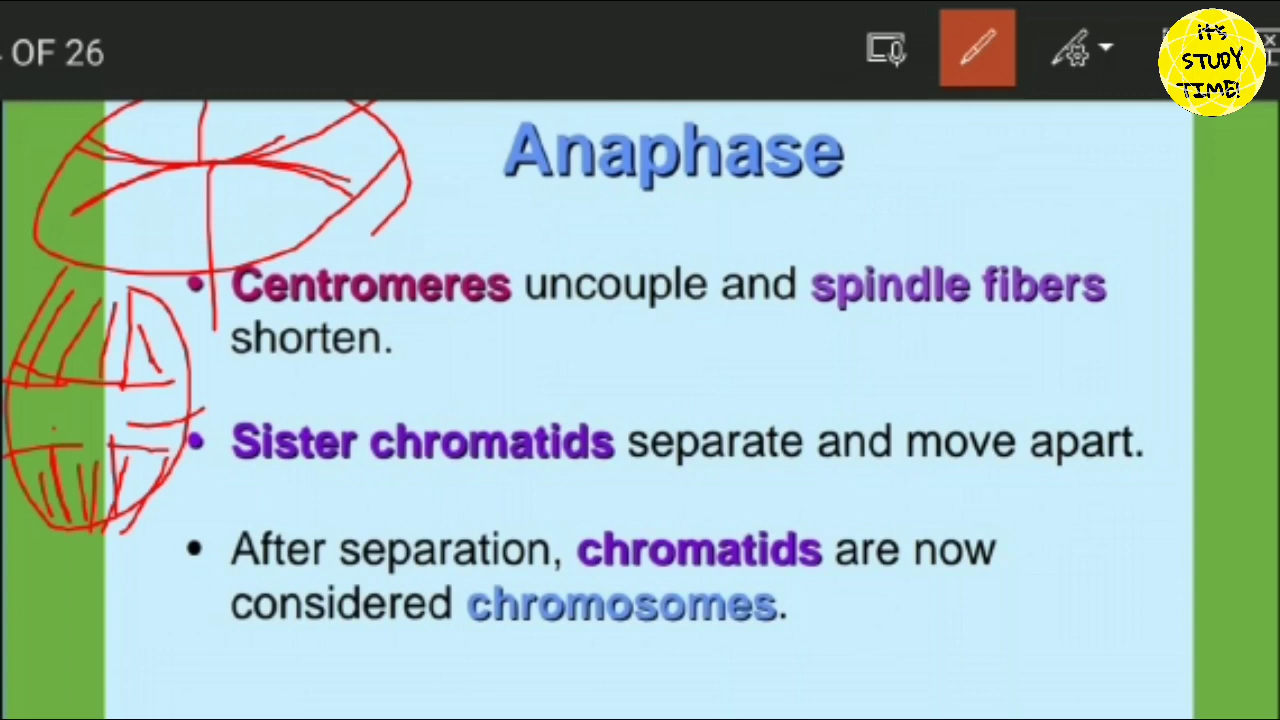 OF 26
iTS
STUDY
TIME!
Anaphase
• Centromeres uncouple and spindle fibers
shorten.
• Sister chromatids separate and move apart.
• After separation, chromatids are now
considered chromosomes.